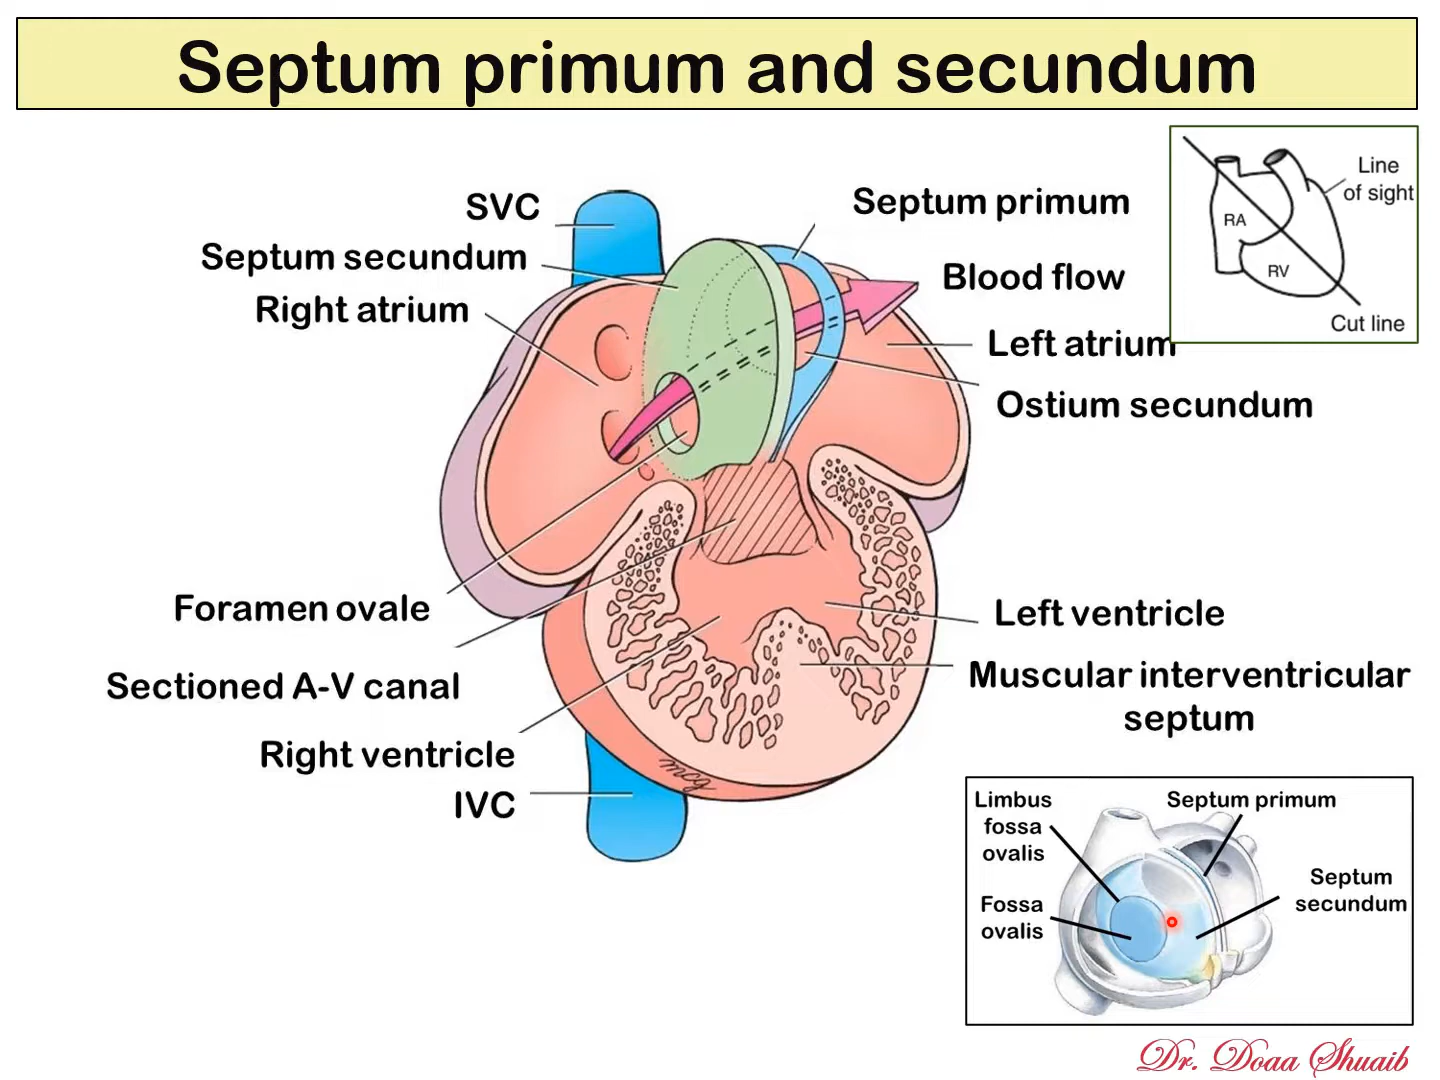 Septum primum and secundum
SVC
Septum secundum
Right atrium
Septum primum
Blood flow
Left atrium
Ostium secundum
Line
of sight
RA
RV
Cut line
Foramen ovale
Sectioned A-V canal
Right ventricle
IVC
Left ventricle
Muscular interventricular
septum
mcg
Limbus
fossa
ovalis
Septum primum
Fossa
ovalis
Septum
secundum
Dr. Doaa Shuaib